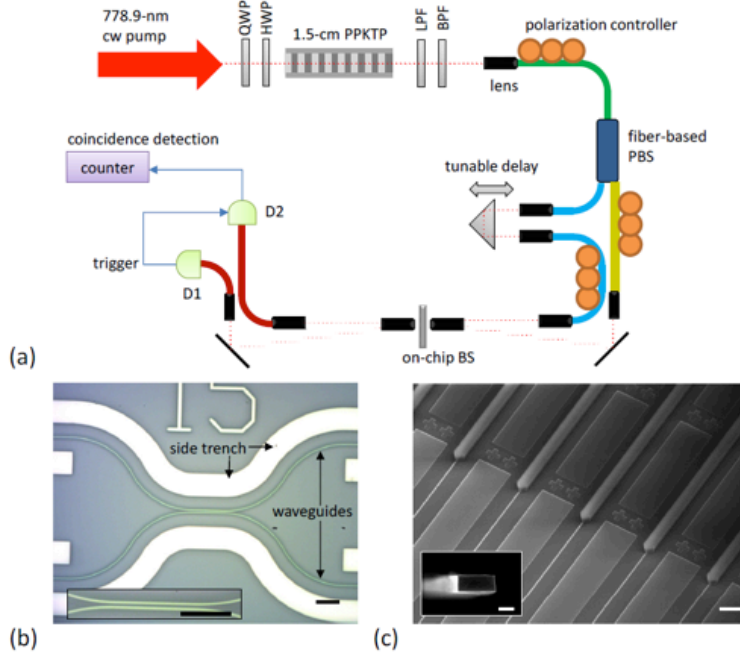 778.9-nm
cw pump
QWP
HWP
1.5-cm PPKTP
LPF
BPF
polarization controller
lens
fiber-based
PBS
coincidence detection
counter
tunable delay
D2
trigger
D1
on-chip BS
(a)
15
side trench
waveguides
(b)
(c)